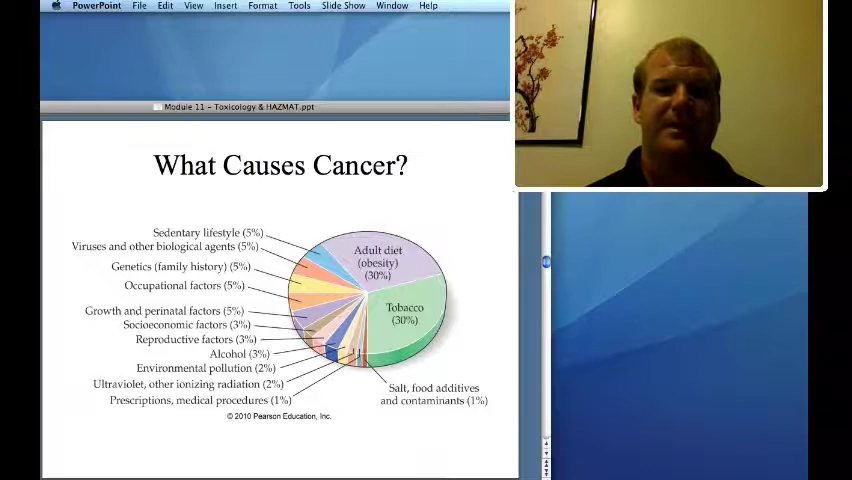 PowerPoint File Edit View Insert Format Tools Slide Show Window Help
Module 11 - Toxicology & HAZMAT.ppt
What Causes Cancer?
Sedentary lifestyle (5%)
Viruses and other biological agents (5%)
Genetics (family history) (5%)
Occupational factors (5%)
Growth and perinatal factors (5%)
Socioeconomic factors (3%)
Reproductive factors (3%)
Alcohol (3%)
Environmental pollution (2%)
Ultraviolet, other ionizing radiation (2%)
Prescriptions, medical procedures (1%)
Adult diet
(obesity)
(30%)
Tobacco
(30%)
Salt, food additives
and contaminants (1%)
© 2010 Pearson Education, Inc.